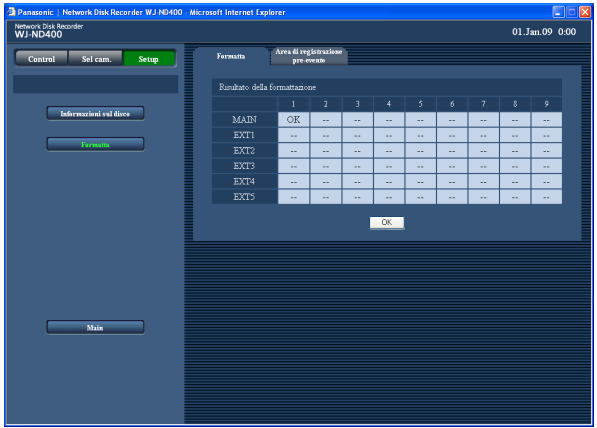 Panasonic | Network Disk Recorder WJ-ND400 - Microsoft Internet Explorer
Network Disk Recorder
WJ-ND400
01.Jan.09 0:00
Control Sel cam. Setup
Informazioni sul disco
Formatta
Main
Formatta
Area di registrazione
pre-evento
Risultato della formattazione
1 2 3 4 5 6 7 8 9
MAIN OK -- -- -- -- -- -- -- --
EXT1 -- -- -- -- -- -- -- -- --
EXT2 -- -- -- -- -- -- -- -- --
EXT3 -- -- -- -- -- -- -- -- --
EXT4 -- -- -- -- -- -- -- -- --
EXT5 -- -- -- -- -- -- -- -- --
OK